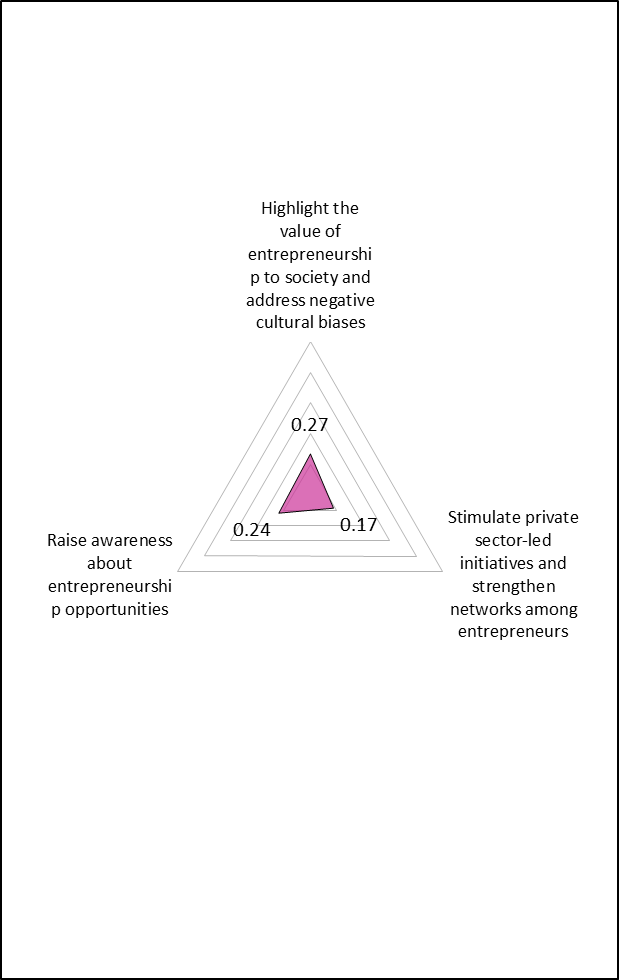 Highlight the
value of
entrepreneurshi
p to society and
address negative
cultural biases
0.27
0.17
0.24
Stimulate private
sector-led
initiatives and
strengthen
networks among
entrepreneurs
Raise awareness
about
entrepreneurshi
p opportunities